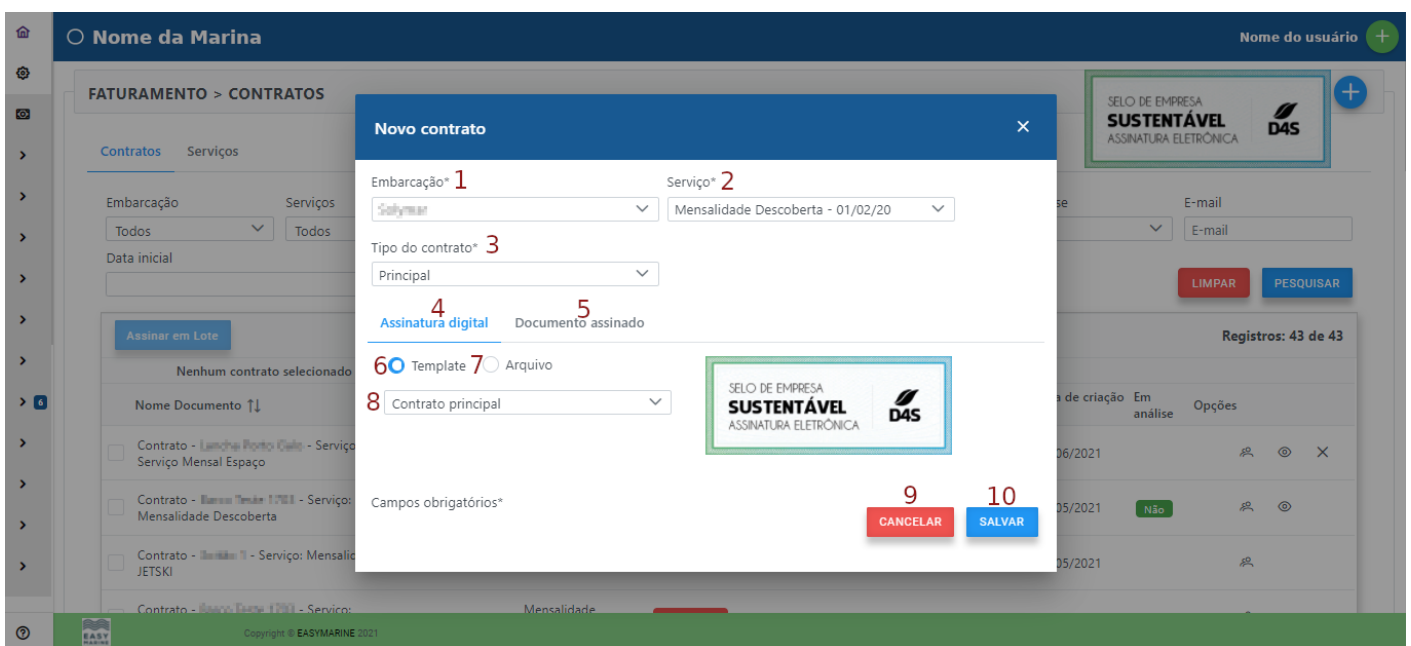 Nome da Marina
Nome do usuário
FATURAMENTO > CONTRATOS
SELO DE EMPRESA
SUSTENTÁVEL
ASSINATURA ELETRÔNICA
D4S
Contratos Serviços
Embarcação Serviços
Todos Todos
Data inicial
E-mail
E-mail
LIMPAR PESQUISAR
Assinar em Lote
Registros: 43 de 43
Nenhum contrato selecionado
Nome Documento
de criação Em análise Opções
Contrato - - Serviço
Serviço Mensal Espaço
06/2021
Contrato - - Serviço:
Mensalidade Descoberta
05/2021 Não
Contrato - - Serviço: Mensalid
JETSKI
05/2021
Contrato - - Serviço:
Mensalidade
6
Novo contrato
Embarcação* 1
Serviço* 2
Mensalidade Descoberta - 01/02/20
Tipo do contrato* 3
Principal
4 5
Assinatura digital Documento assinado
6 Template 7 Arquivo
8 Contrato principal
SELO DE EMPRESA
SUSTENTÁVEL
ASSINATURA ELETRÔNICA
D4S
Campos obrigatórios*
9 10
CANCELAR SALVAR
EASY
MARINE
Copyright © EASYMARINE 2021